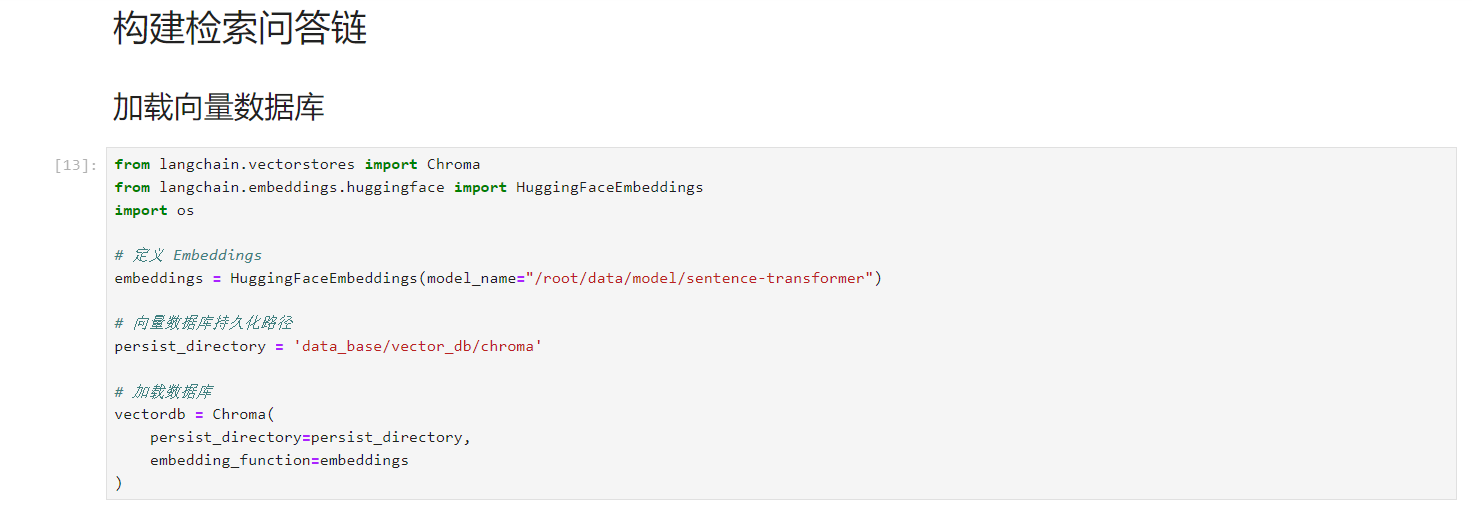 构建检索问答链
加载向量数据库
[13]:
from langchain.vectorstores import Chroma
from langchain.embeddings.huggingface import HuggingFaceEmbeddings
import os
# 定义 Embeddings
embeddings = HuggingFaceEmbeddings(model_name="/root/data/model/sentence-transformer")
# 向量数据库持久化路径
persist_directory = 'data_base/vector_db/chroma'
# 加载数据库
vectordb = Chroma(
    persist_directory=persist_directory,
    embedding_function=embeddings
)